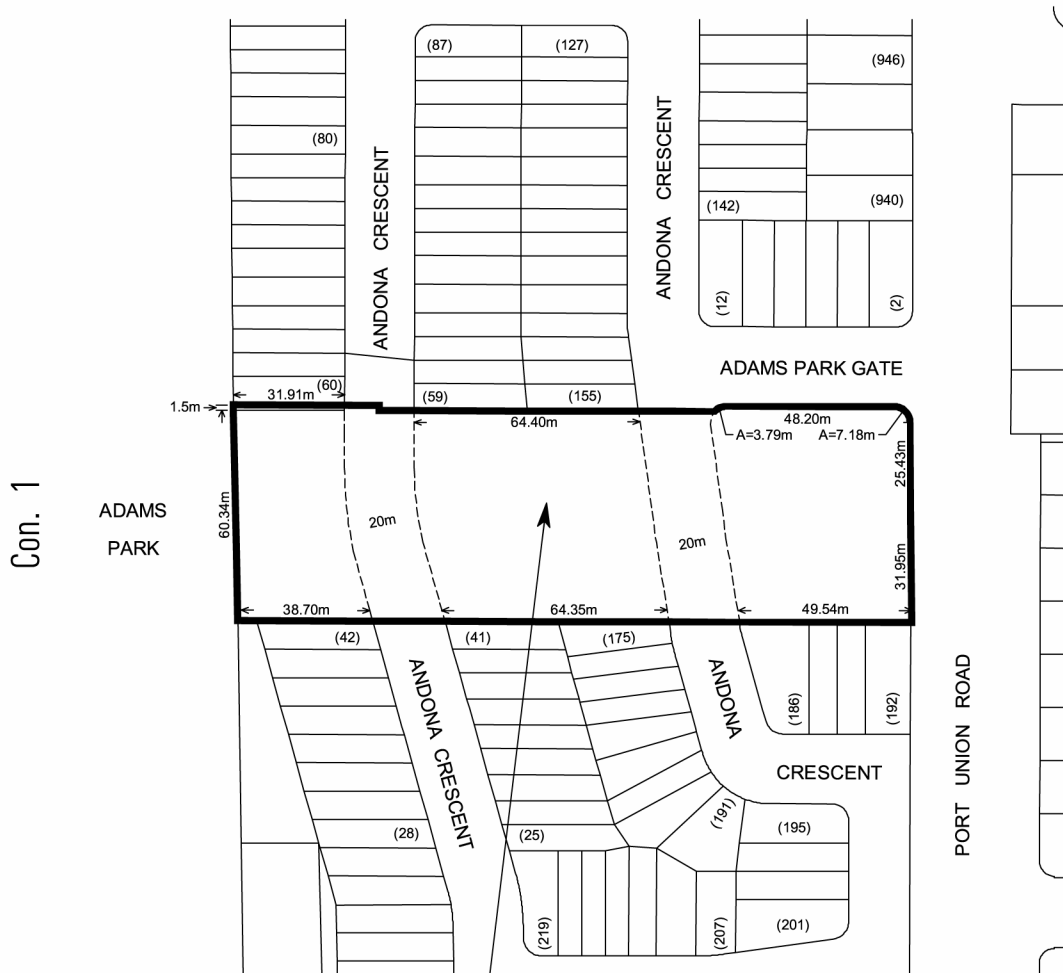 (87)
(127)
(946)
(80)
ANDONA CRESCENT
ANDONA CRESCENT
(142)
(940)
(12)
(2)
ADAMS PARK GATE
(60)
31.91m
(59)
(155)
1.5m
64.40m
48.20m
A=3.79m
A=7.18m
25.43m
Con. 1
ADAMS
PARK
60.34m
20m
20m
31.95m
38.70m
64.35m
49.54m
(42)
(41)
(175)
ANDONA CRESCENT
ANDONA
CRESCENT
(186)
(192)
PORT UNION ROAD
(28)
(25)
(191)
(195)
(219)
(207)
(201)